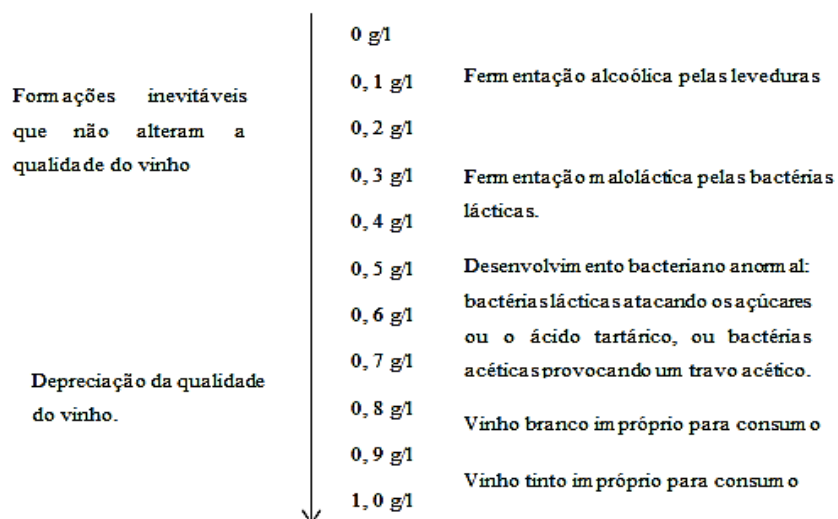 Formações inevitáveis
que não alteram a
qualidade do vinho
Depreciação da qualidade
do vinho.
0 g/l
0, 1 g/l
0, 2 g/l
0, 3 g/l
0, 4 g/l
0, 5 g/l
0, 6 g/l
0, 7 g/l
0, 8 g/l
0, 9 g/l
1, 0 g/l
Fermentação alcoólica pelas leveduras
Fermentação maloláctica pelas bactérias
lácticas.
Desenvolvimento bacteriano anormal:
bactérias lácticas atacando os açúcares
ou o ácido tartárico, ou bactérias
acéticas provocando um travo acético.
Vinho branco impróprio para consumo
Vinho tinto impróprio para consumo